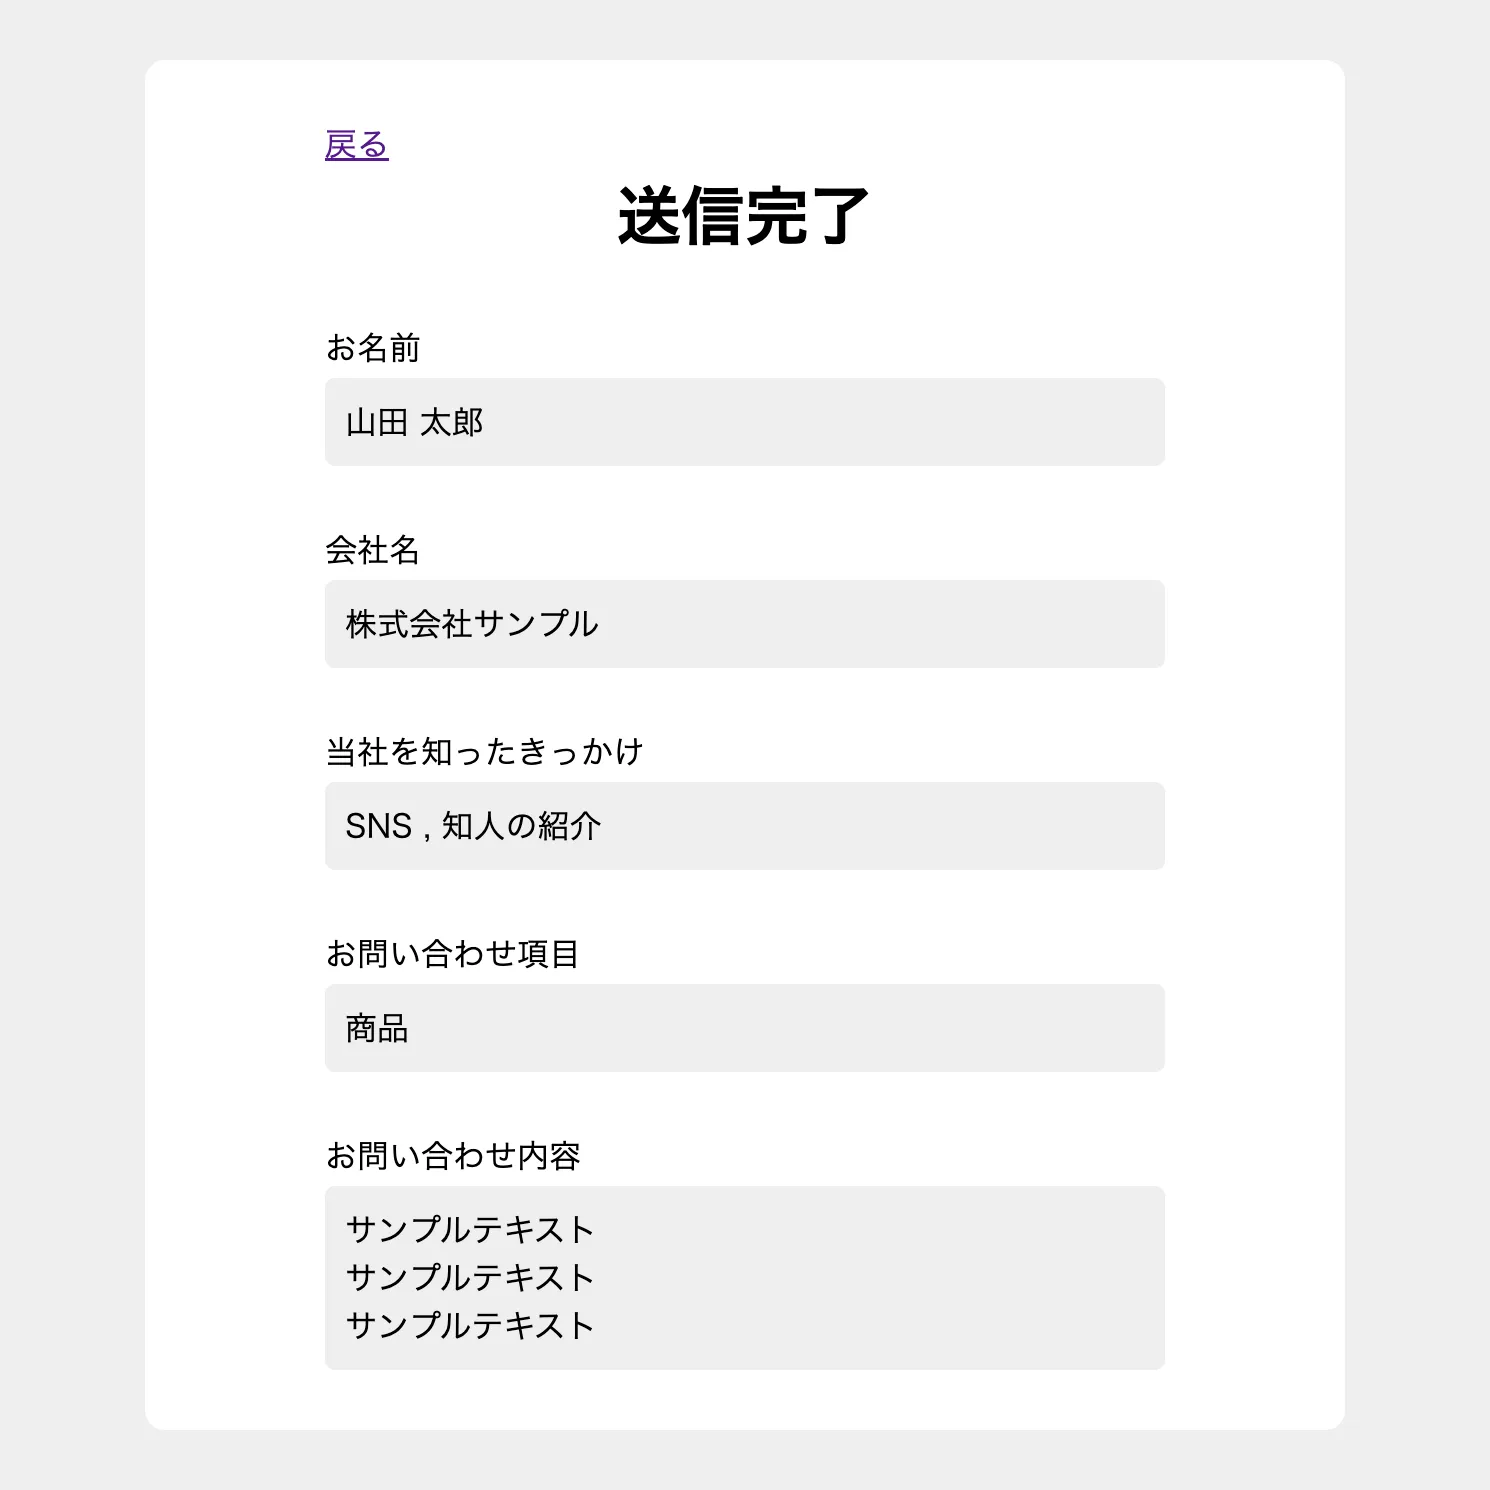 戻る
送信完了
お名前
山田 太郎
会社名
株式会社サンプル
当社を知ったきっかけ
SNS , 知人の紹介
お問い合わせ項目
商品
お問い合わせ内容
サンプルテキスト
サンプルテキスト
サンプルテキスト